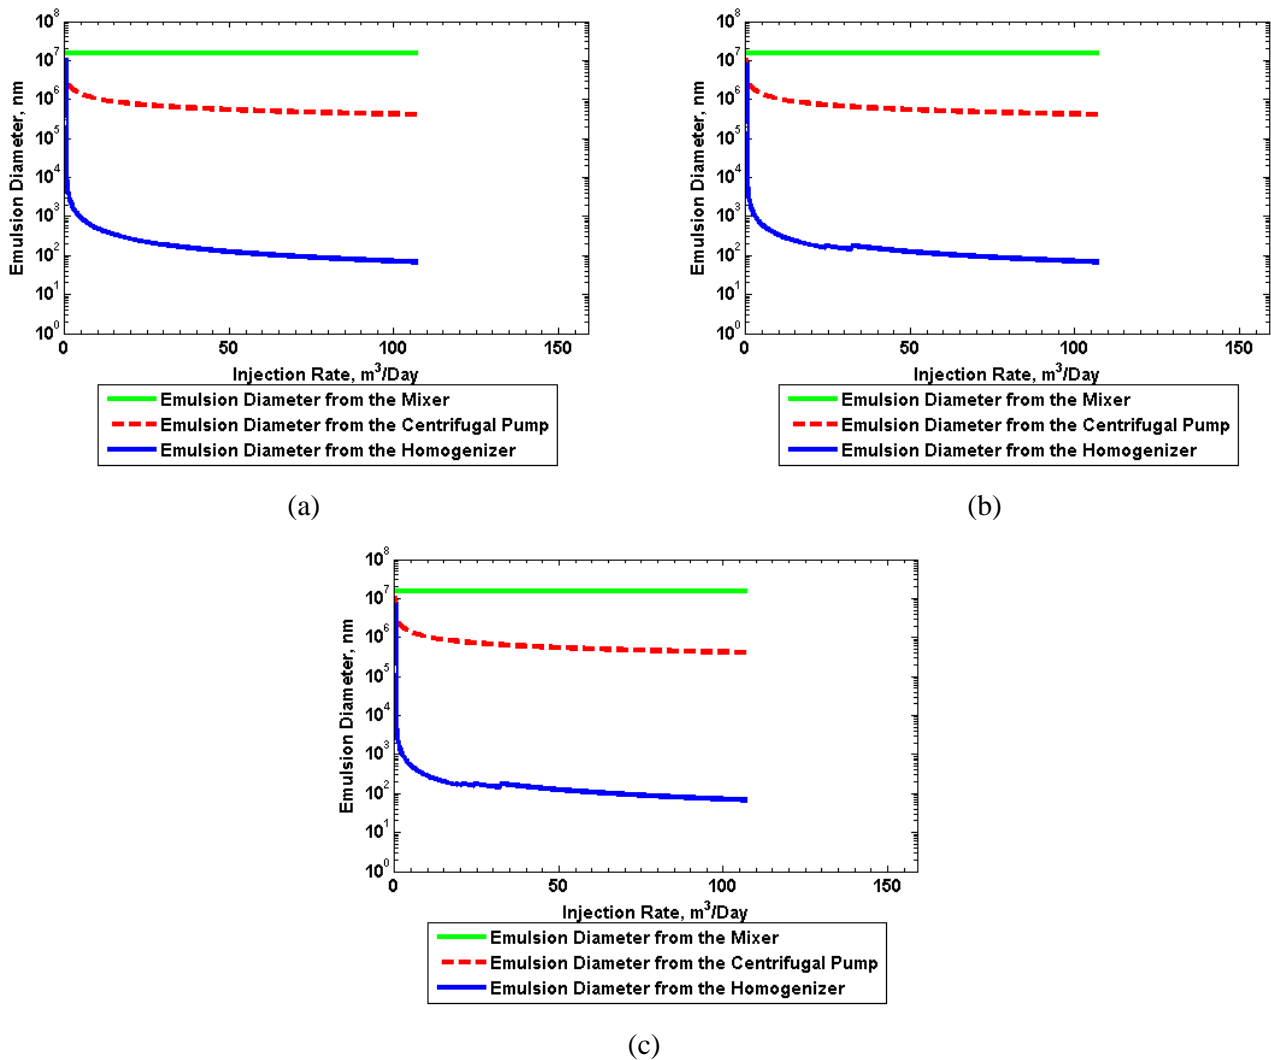 10^8
10^7
10^6
10^5
10^4
10^3
10^2
10^1
10^0
Emulsion Diameter, nm
0 50 100 150
Injection Rate, m^3/Day
Emulsion Diameter from the Mixer
Emulsion Diameter from the Centrifugal Pump
Emulsion Diameter from the Homogenizer
(a)
10^8
10^7
10^6
10^5
10^4
10^3
10^2
10^1
10^0
Emulsion Diameter, nm
0 50 100 150
Injection Rate, m^3/Day
Emulsion Diameter from the Mixer
Emulsion Diameter from the Centrifugal Pump
Emulsion Diameter from the Homogenizer
(b)
10^8
10^7
10^6
10^5
10^4
10^3
10^2
10^1
10^0
Emulsion Diameter, nm
0 50 100 150
Injection Rate, m^3/Day
Emulsion Diameter from the Mixer
Emulsion Diameter from the Centrifugal Pump
Emulsion Diameter from the Homogenizer
(c)